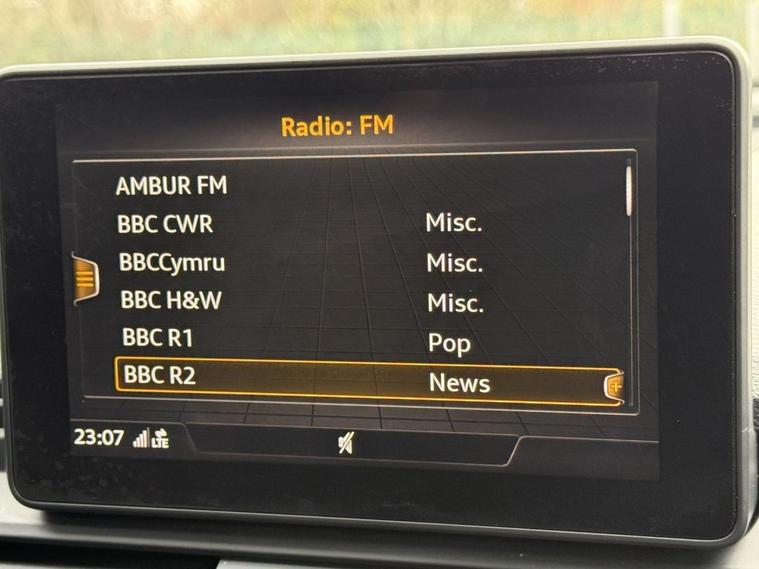 Radio: FM
AMBUR FM
BBC CWR Misc.
BBCCymru Misc.
BBC H&W Misc.
BBC R1 Pop
BBC R2 News
23:07 LTE